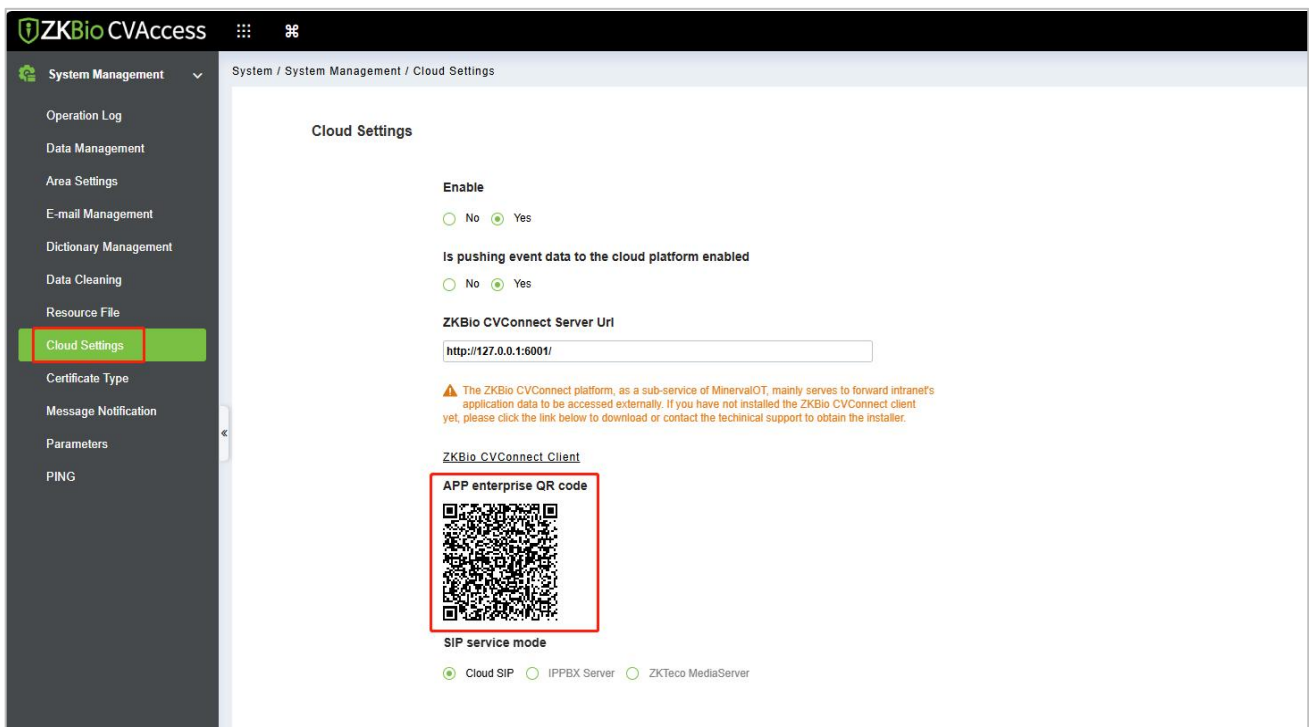 ZKBio CVAccess
System Management
System / System Management / Cloud Settings
Operation Log
Data Management
Area Settings
E-mail Management
Dictionary Management
Data Cleaning
Resource File
Cloud Settings
Certificate Type
Message Notification
Parameters
PING
Cloud Settings
Enable
No Yes
Is pushing event data to the cloud platform enabled
No Yes
ZKBio CVConnect Server Url
http://127.0.0.1:6001/
The ZKBio CVConnect platform, as a sub-service of MinervaIOT, mainly serves to forward intranet's
application data to be accessed externally. If you have not installed the ZKBio CVConnect client
yet, please click the link below to download or contact the techinical support to obtain the installer.
ZKBio CVConnect Client
APP enterprise QR code
SIP service mode
Cloud SIP IPPBX Server ZKTeco MediaServer